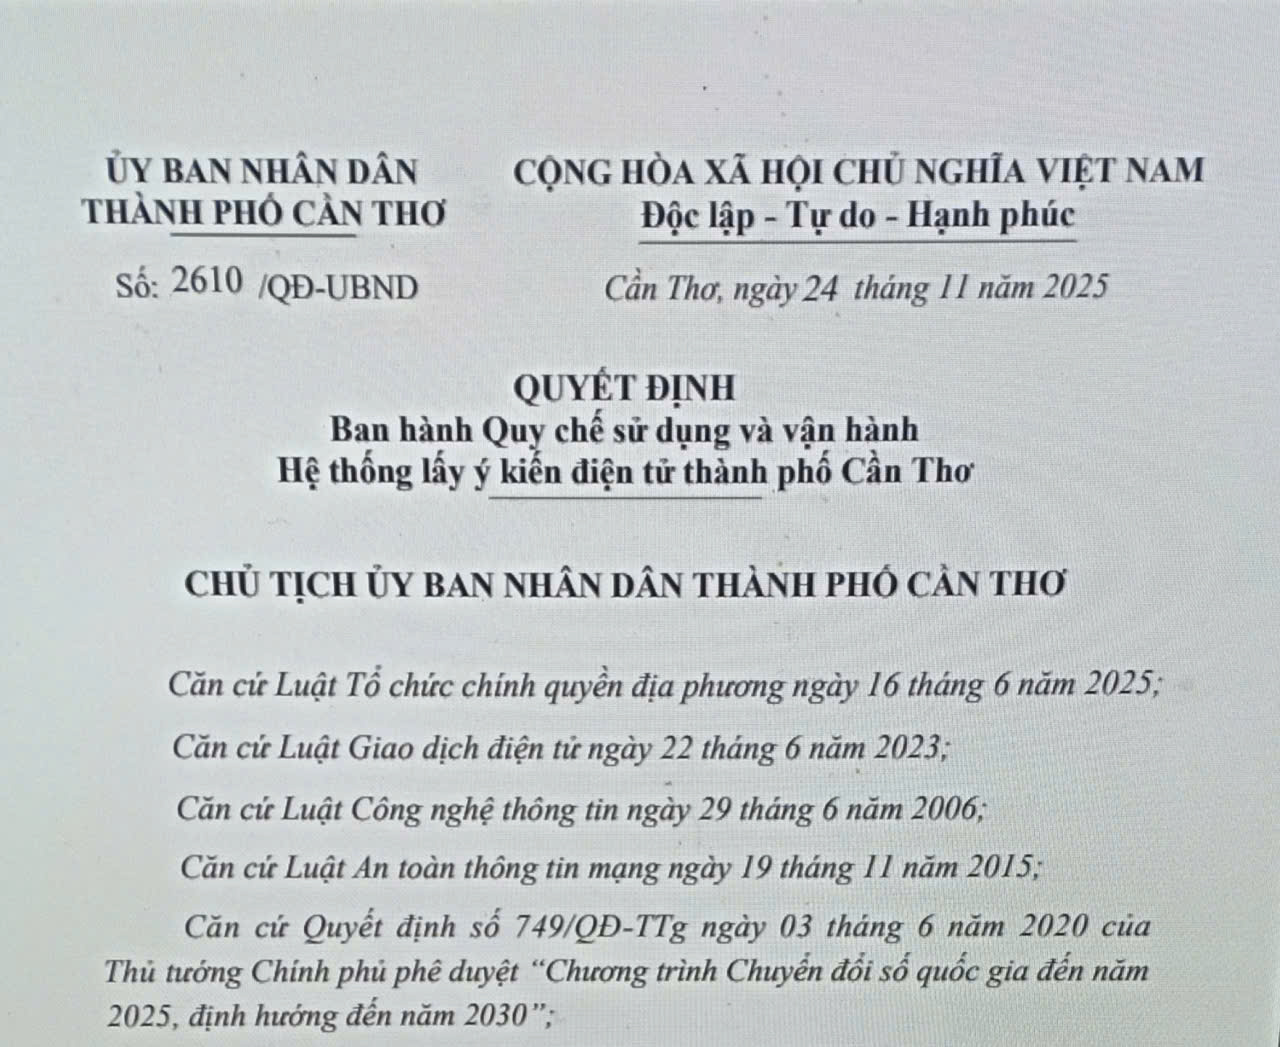 ỦY BAN NHÂN DÂN
THÀNH PHỐ CẦN THƠ
Số: 2610 /QĐ-UBND
CỘNG HÒA XÃ HỘI CHỦ NGHĨA VIỆT NAM
Độc lập - Tự do - Hạnh phúc
Cần Thơ, ngày 24 tháng 11 năm 2025
QUYẾT ĐỊNH
Ban hành Quy chế sử dụng và vận hành
Hệ thống lấy ý kiến điện tử thành phố Cần Thơ
CHỦ TỊCH ỦY BAN NHÂN DÂN THÀNH PHỐ CẦN THƠ
Căn cứ Luật Tổ chức chính quyền địa phương ngày 16 tháng 6 năm 2025;
Căn cứ Luật Giao dịch điện tử ngày 22 tháng 6 năm 2023;
Căn cứ Luật Công nghệ thông tin ngày 29 tháng 6 năm 2006;
Căn cứ Luật An toàn thông tin mạng ngày 19 tháng 11 năm 2015;
Căn cứ Quyết định số 749/QĐ-TTg ngày 03 tháng 6 năm 2020 của
Thủ tướng Chính phủ phê duyệt “Chương trình Chuyển đổi số quốc gia đến năm
2025, định hướng đến năm 2030”;